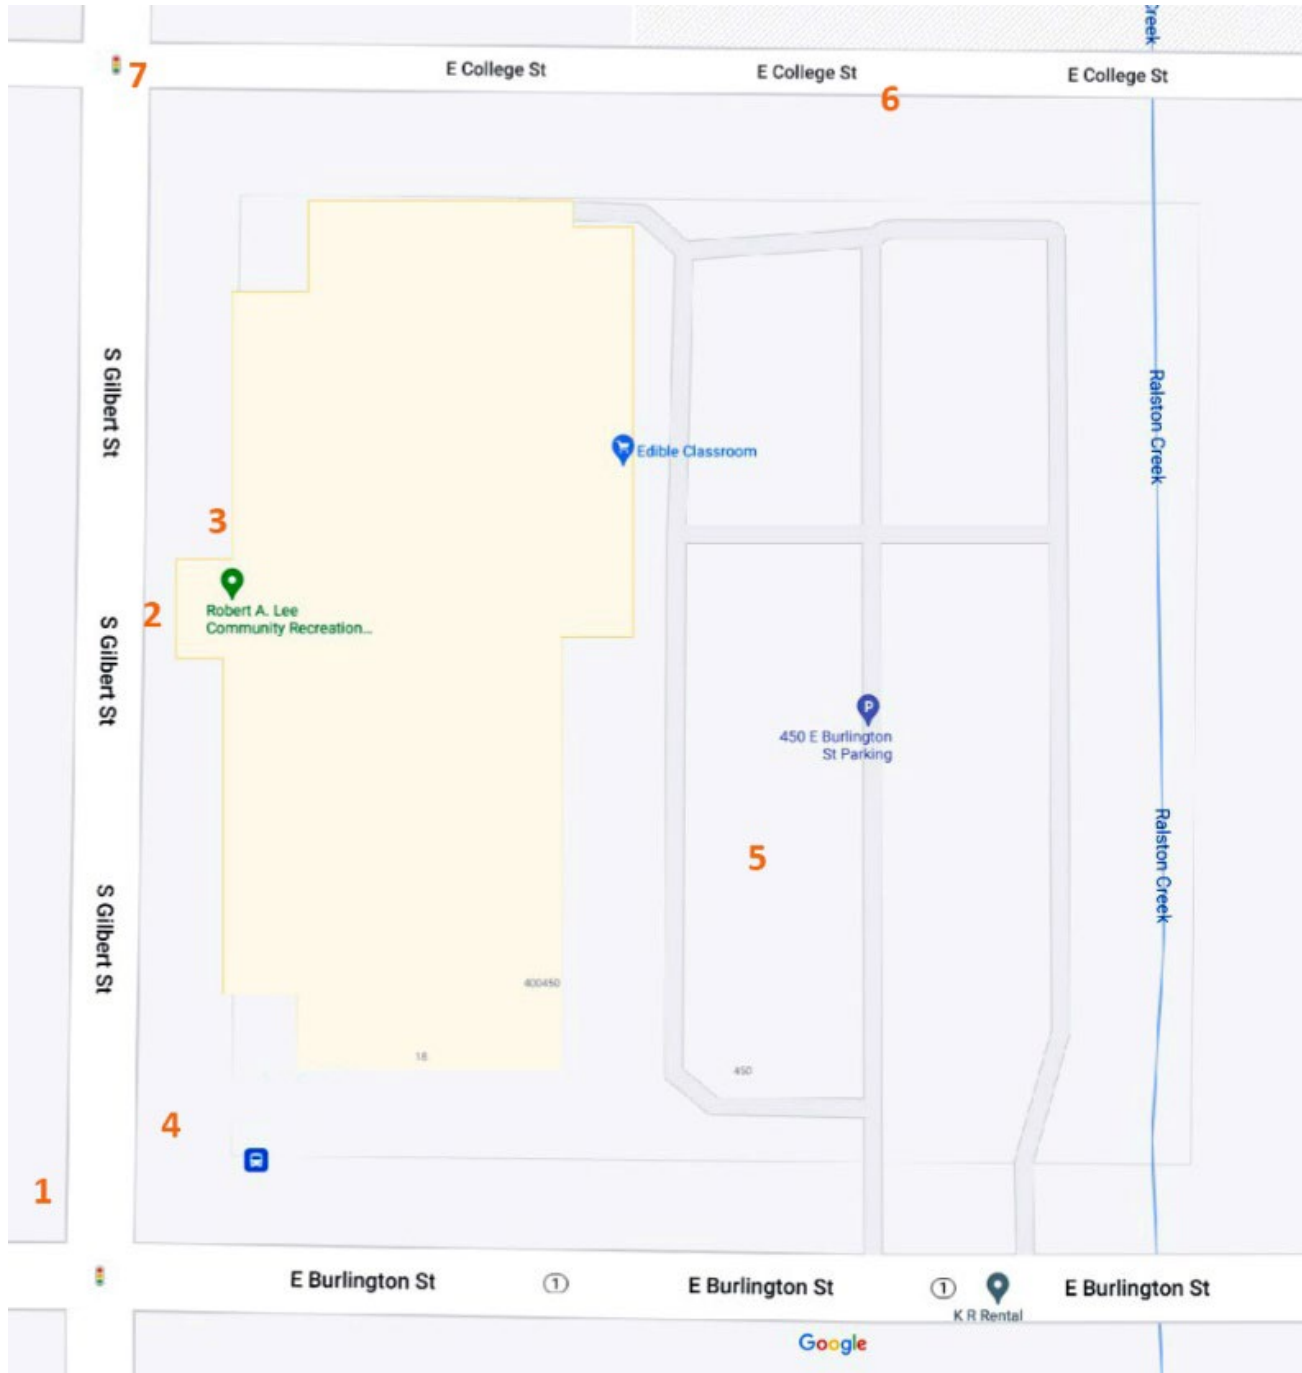 Creek
7
E College St
E College St
E College St
6
S Gilbert St
Ralston Creek
Edible Classroom
3
Robert A. Lee
Community Recreation...
2
S Gilbert St
P
450 E Burlington
St Parking
Ralston Creek
5
S Gilbert St
400450
18
450
4
1
E Burlington St
1
E Burlington St
1
E Burlington St
K R Rental
Google